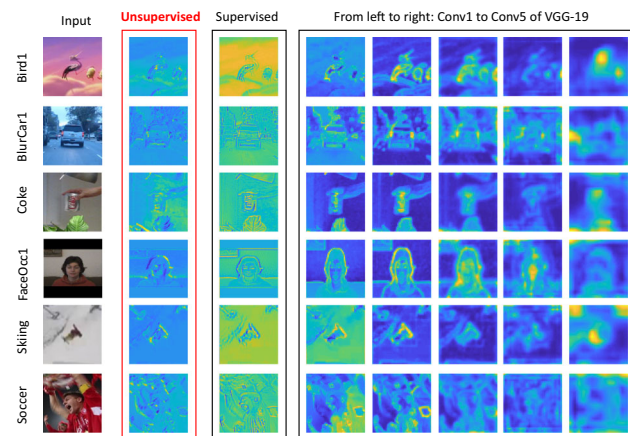 Input
Unsupervised
Supervised
From left to right: Conv1 to Conv5 of VGG-19
Bird1
BlurCar1
Coke
FaceOcc1
Skiing
Soccer